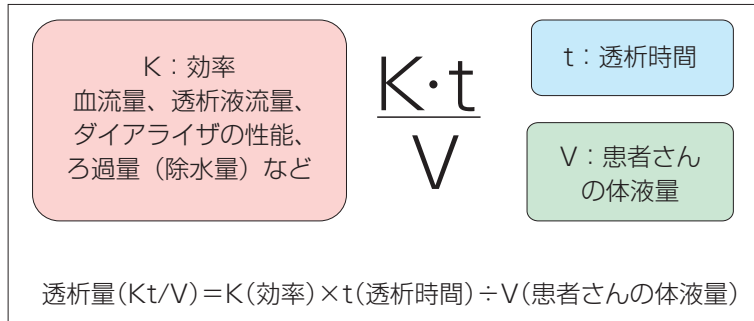 K：効率
血流量、透析液流量、
ダイアライザの性能、
ろ過量（除水量）など
K・t
V
t：透析時間
V：患者さん
の体液量
透析量(Kt/V)＝K(効率)×t(透析時間)÷V(患者さんの体液量)